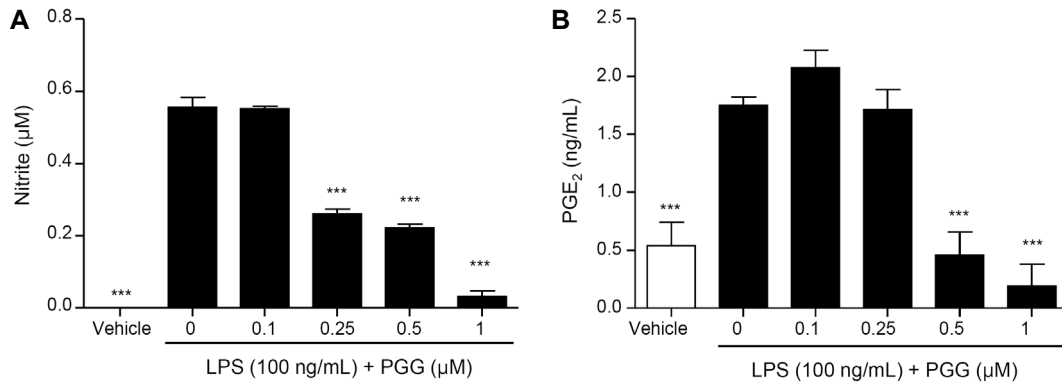 A
Nitrite (µM)
0.8
0.6
0.4
0.2
0.0
***
***
***
***
Vehicle 0 0.1 0.25 0.5 1
LPS (100 ng/mL) + PGG (µM)
B
PGE₂ (ng/mL)
2.5
2.0
1.5
1.0
0.5
0.0
***
***
***
Vehicle 0 0.1 0.25 0.5 1
LPS (100 ng/mL) + PGG (µM)